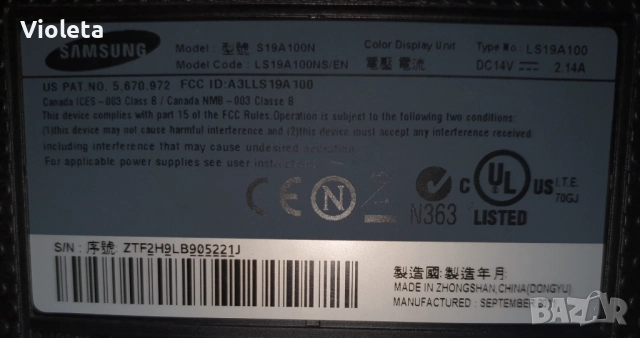 Violeta
SAMSUNG
Model : 型號 S19A100N
Model Code : LS19A100NS/EN
Color Display Unit
電壓 電流
Type No : LS19A100
DC14V 2.14A
US PAT.NO. 5,670,972 FCC ID:A3LLS19A100
Canada ICES-003 Class B / Canada NMB-003 Classe B
This device complies with part 15 of the FCC Rules.Operation is subject to the following two conditions:
(1)this device may not cause harmful interference and (2)this device must accept any interference received
including interference that may cause undesired operation.
For applicable power supplies see user
CE N
N363
C UL US
LISTED
I.T.E.
70GJ
S/N : 序號 ZTF2H9LB905221J
製造國:製造年月
MADE IN ZHONGSHAN,CHINA(DONGYU)
MANUFACTURED : SEPTEMBER
BAZAR
bg